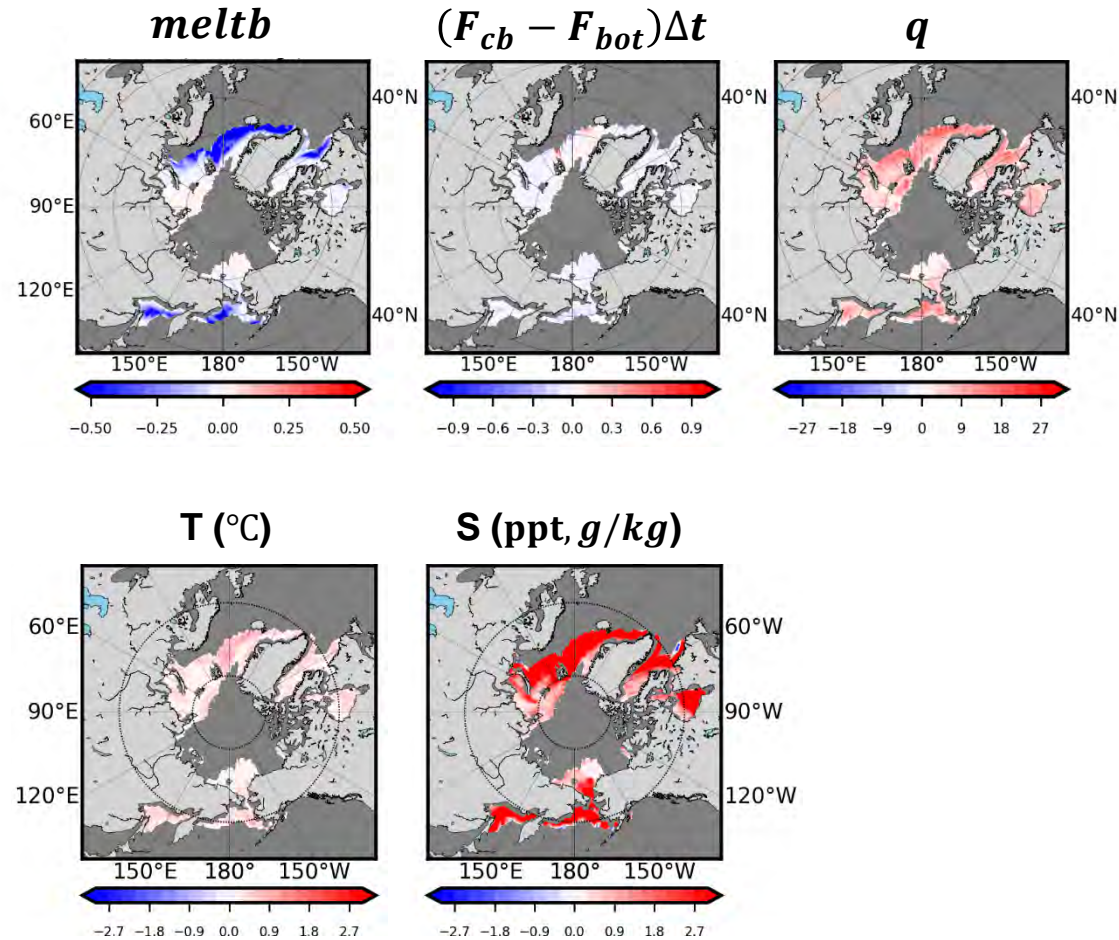 meltb (F_cb − F_bot)Δt q
40°N 40°N
60°E
90°E
120°E
40°N 40°N
150°E 180° 150°W 150°E 180° 150°W 150°E 180° 150°W
−0.50 −0.25 0.00 0.25 0.50 −0.9 −0.6 −0.3 0.0 0.3 0.6 0.9 −27 −18 −9 0 9 18 27
T (℃) S (ppt, g/kg)
60°E 60°W
90°E 90°W
120°E 120°W
150°E 180° 150°W 150°E 180° 150°W
−2.7 −1.8 −0.9 0.0 0.9 1.8 2.7 −2.7 −1.8 −0.9 0.0 0.9 1.8 2.7